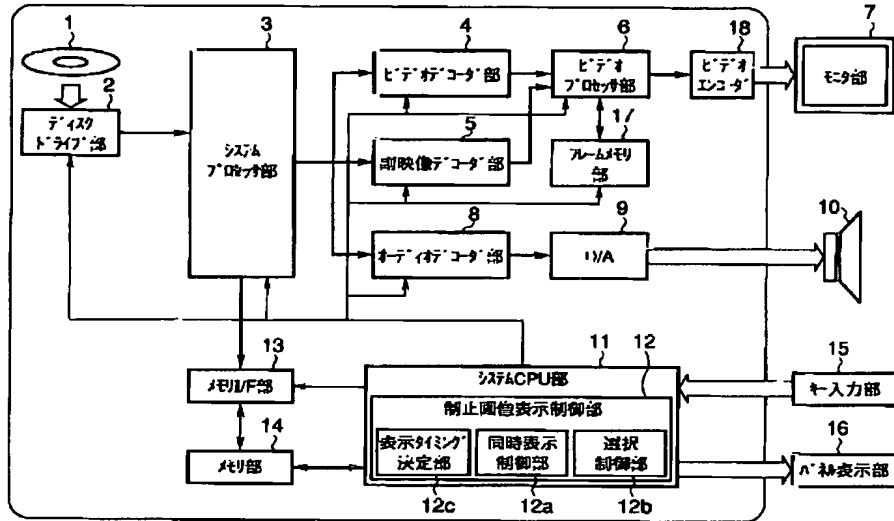 1
2
ディスク
ドライブ部
3
システム
プロセッサ部
4
ビデオデコーダ部
5
副映像デコーダ部
6
ビデオ
プロセッサ部
18
ビデオ
エンコーダ
7
モニタ部
17
フレームメモリ
部
8
オーディオデコーダ部
9
D/A
10
11
システムCPU部
12
制止画像表示制御部
表示タイミング
決定部
12c
同時表示
制御部
12a
選択
制御部
12b
13
メモリI/F部
14
メモリ部
15
キー入力部
16
パネル表示部